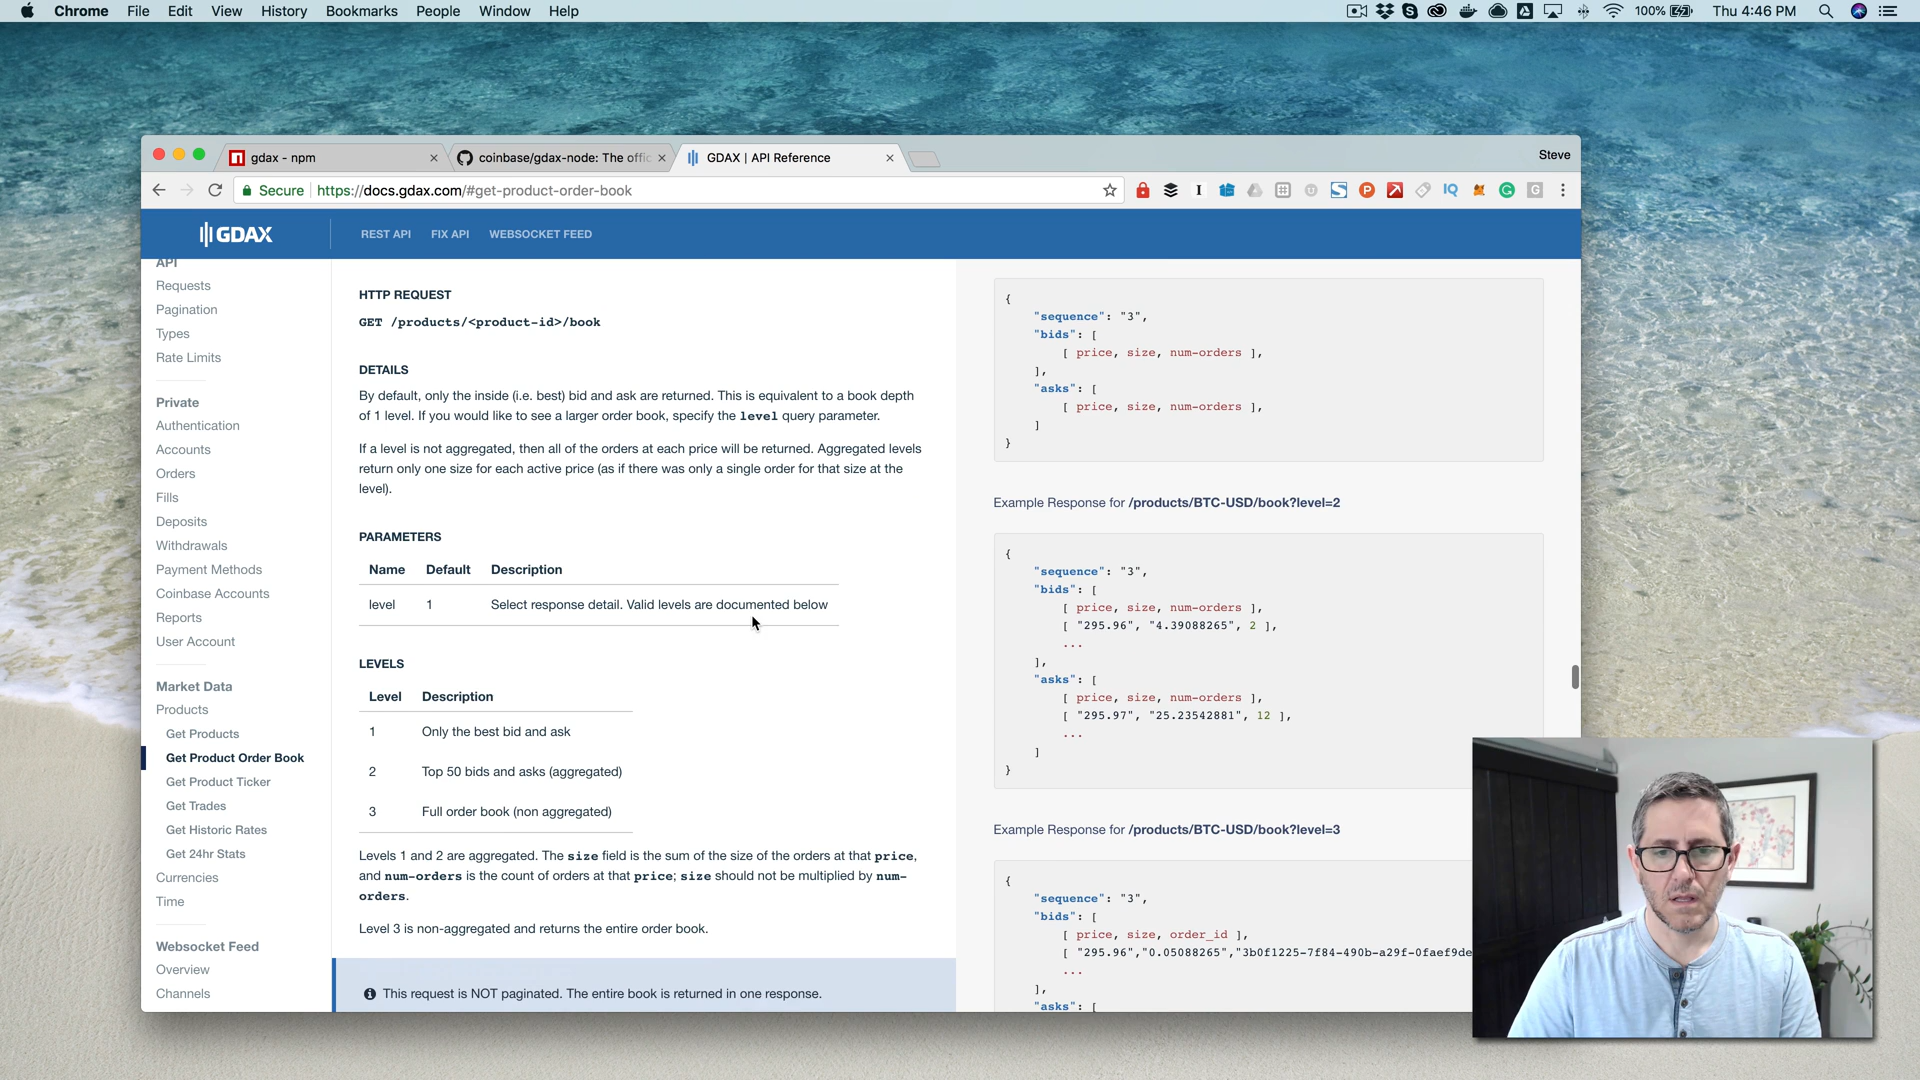 Chrome File Edit View History Bookmarks People Window Help
100% Thu 4:46 PM
gdax - npm
coinbase/gdax-node: The offic
GDAX | API Reference
Steve
Secure https://docs.gdax.com/#get-product-order-book
GDAX
REST API FIX API WEBSOCKET FEED
API
Requests
Pagination
Types
Rate Limits
Private
Authentication
Accounts
Orders
Fills
Deposits
Withdrawals
Payment Methods
Coinbase Accounts
Reports
User Account
Market Data
Products
Get Products
Get Product Order Book
Get Product Ticker
Get Trades
Get Historic Rates
Get 24hr Stats
Currencies
Time
Websocket Feed
Overview
Channels
HTTP REQUEST
GET /products/<product-id>/book
DETAILS
By default, only the inside (i.e. best) bid and ask are returned. This is equivalent to a book depth
of 1 level. If you would like to see a larger order book, specify the level query parameter.
If a level is not aggregated, then all of the orders at each price will be returned. Aggregated levels
return only one size for each active price (as if there was only a single order for that size at the
level).
PARAMETERS
Name Default Description
level 1 Select response detail. Valid levels are documented below
LEVELS
Level Description
1 Only the best bid and ask
2 Top 50 bids and asks (aggregated)
3 Full order book (non aggregated)
Levels 1 and 2 are aggregated. The size field is the sum of the size of the orders at that price,
and num-orders is the count of orders at that price; size should not be multiplied by num-
orders.
Level 3 is non-aggregated and returns the entire order book.
This request is NOT paginated. The entire book is returned in one response.
{
"sequence": "3",
"bids": [
[ price, size, num-orders ],
],
"asks": [
[ price, size, num-orders ],
]
}
Example Response for /products/BTC-USD/book?level=2
{
"sequence": "3",
"bids": [
[ price, size, num-orders ],
[ "295.96", "4.39088265", 2 ],
...
],
"asks": [
[ price, size, num-orders ],
[ "295.97", "25.23542881", 12 ],
...
]
}
Example Response for /products/BTC-USD/book?level=3
{
"sequence": "3",
"bids": [
[ price, size, order_id ],
[ "295.96","0.05088265","3b0f1225-7f84-490b-a29f-0faef9de
...
],
"asks": [